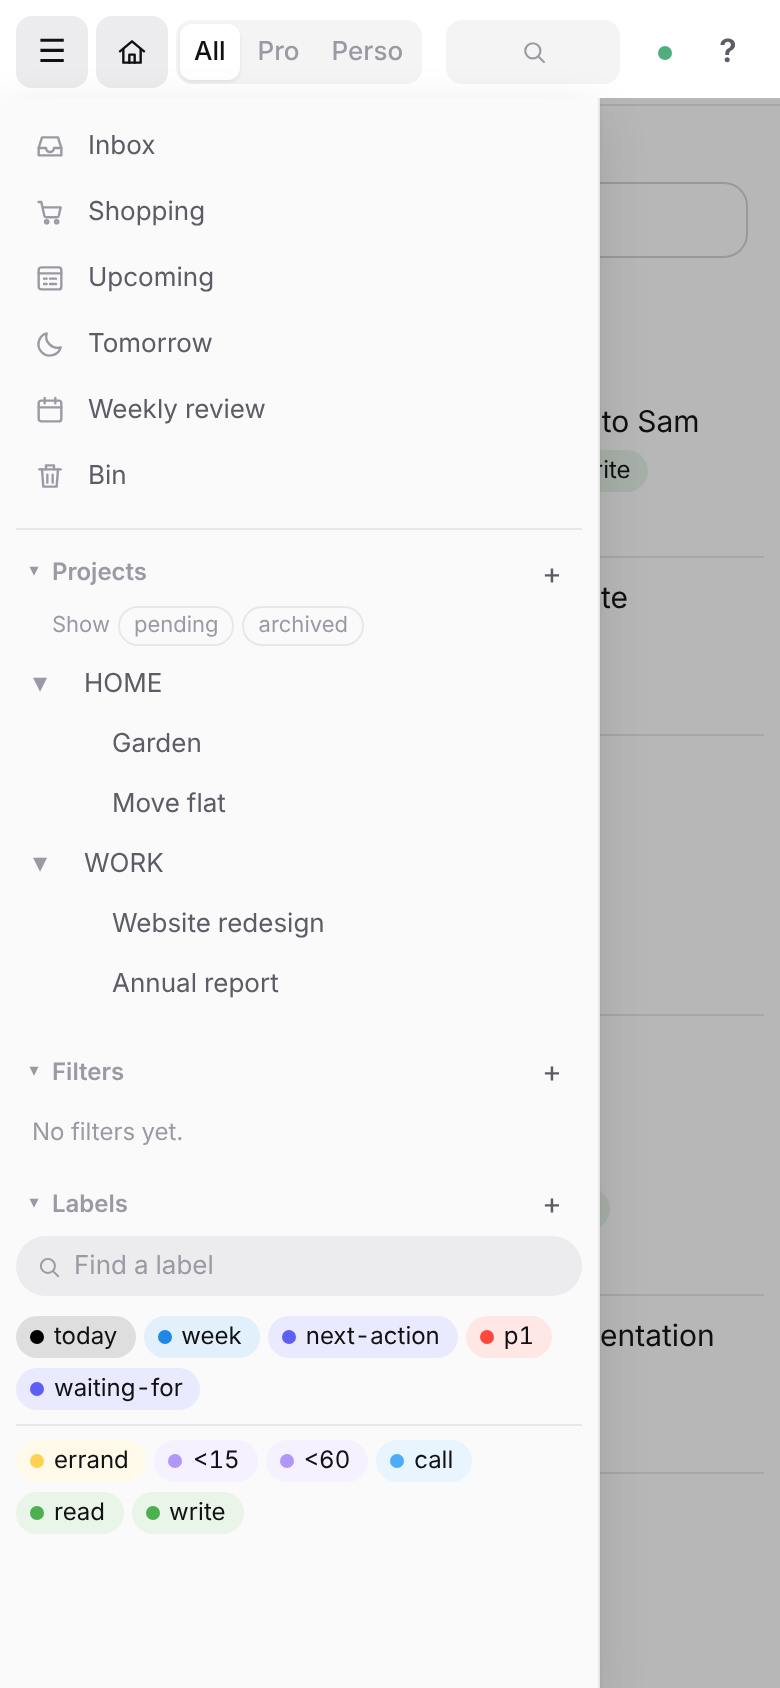 ☰ All Pro Perso ?
Inbox
Shopping
Upcoming
Tomorrow
to Sam
Weekly review
rite
Bin
▼ Projects +
te
Show pending archived
▼ HOME
Garden
Move flat
▼ WORK
Website redesign
Annual report
▼ Filters +
No filters yet.
▼ Labels +
Find a label
today week next-action p1
entation
waiting-for
errand <15 <60 call
read write